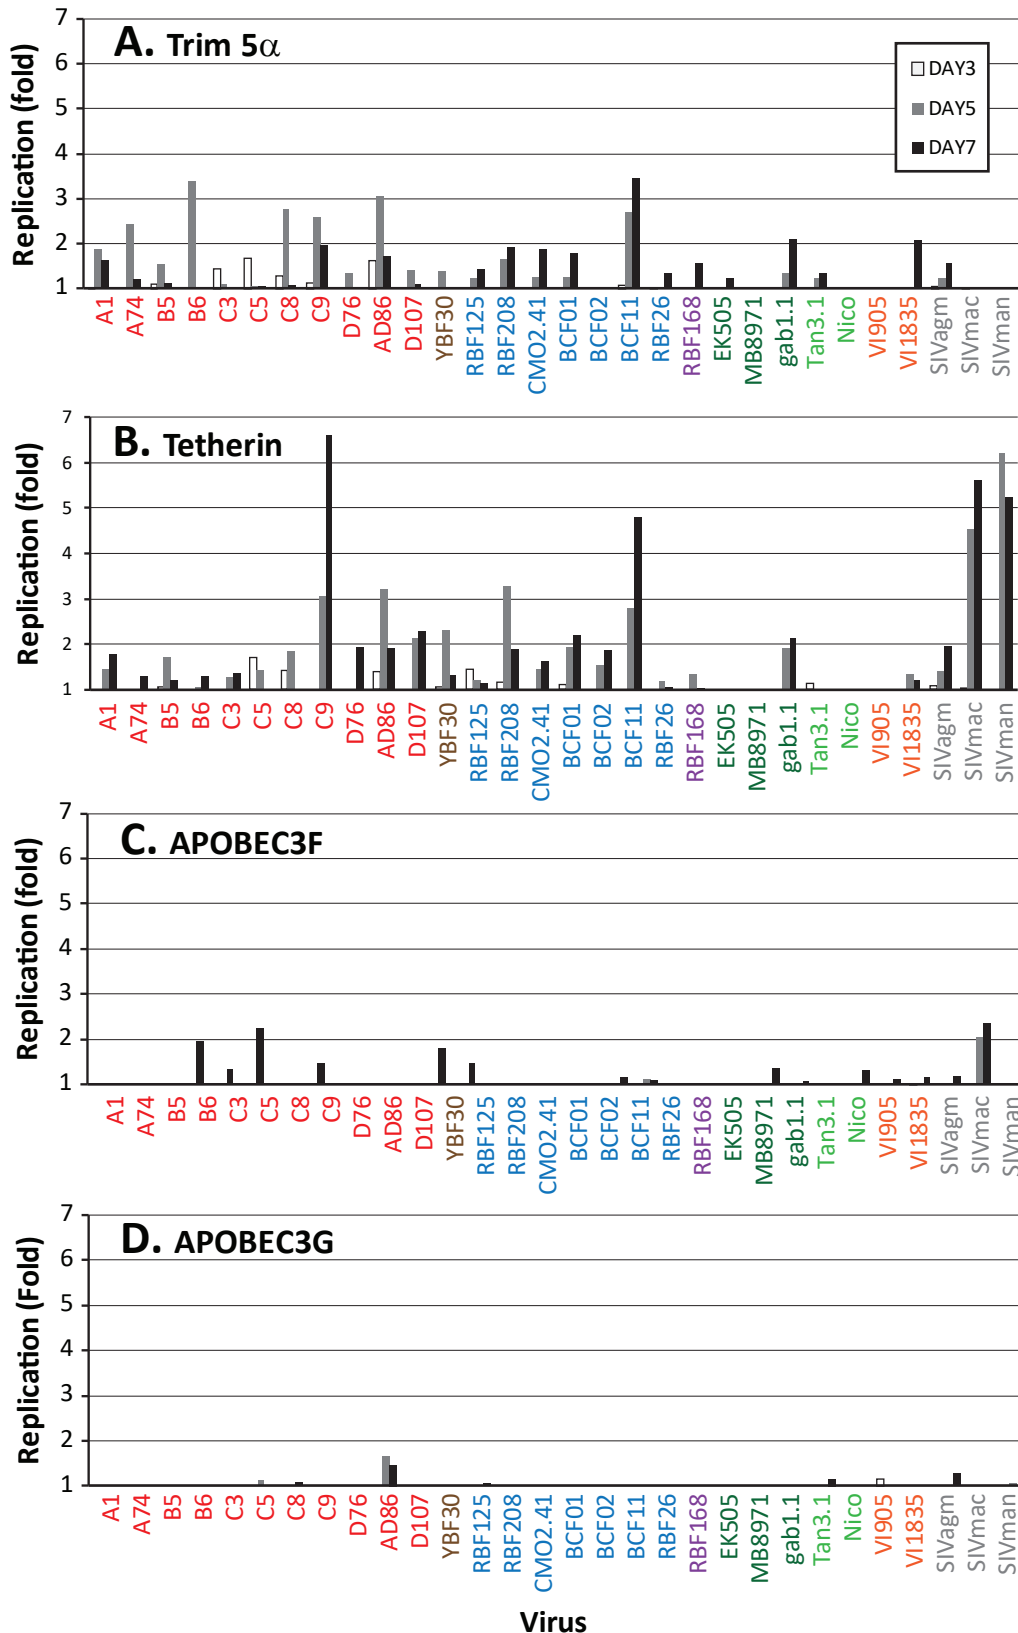 A. Trim 5α
Replication (fold)
7
6
5
4
3
2
1
DAY3
DAY5
DAY7
A1
A74
B5
B6
C3
C5
C8
C9
D76
AD86
D107
YBF30
RBF125
RBF208
CMO2.41
BCF01
BCF02
BCF11
RBF26
RBF168
EK505
MB8971
gab1.1
Tan3.1
Nico
VI905
VI1835
SIVagm
SIVmac
SIVman
B. Tetherin
Replication (fold)
7
6
5
4
3
2
1
A1
A74
B5
B6
C3
C5
C8
C9
D76
AD86
D107
YBF30
RBF125
RBF208
CMO2.41
BCF01
BCF02
BCF11
RBF26
RBF168
EK505
MB8971
gab1.1
Tan3.1
Nico
VI905
VI1835
SIVagm
SIVmac
SIVman
C. APOBEC3F
Replication (fold)
7
6
5
4
3
2
1
A1
A74
B5
B6
C3
C5
C8
C9
D76
AD86
D107
YBF30
RBF125
RBF208
CMO2.41
BCF01
BCF02
BCF11
RBF26
RBF168
EK505
MB8971
gab1.1
Tan3.1
Nico
VI905
VI1835
SIVagm
SIVmac
SIVman
D. APOBEC3G
Replication (Fold)
7
6
5
4
3
2
1
A1
A74
B5
B6
C3
C5
C8
C9
D76
AD86
D107
YBF30
RBF125
RBF208
CMO2.41
BCF01
BCF02
BCF11
RBF26
RBF168
EK505
MB8971
gab1.1
Tan3.1
Nico
VI905
VI1835
SIVagm
SIVmac
SIVman
Virus